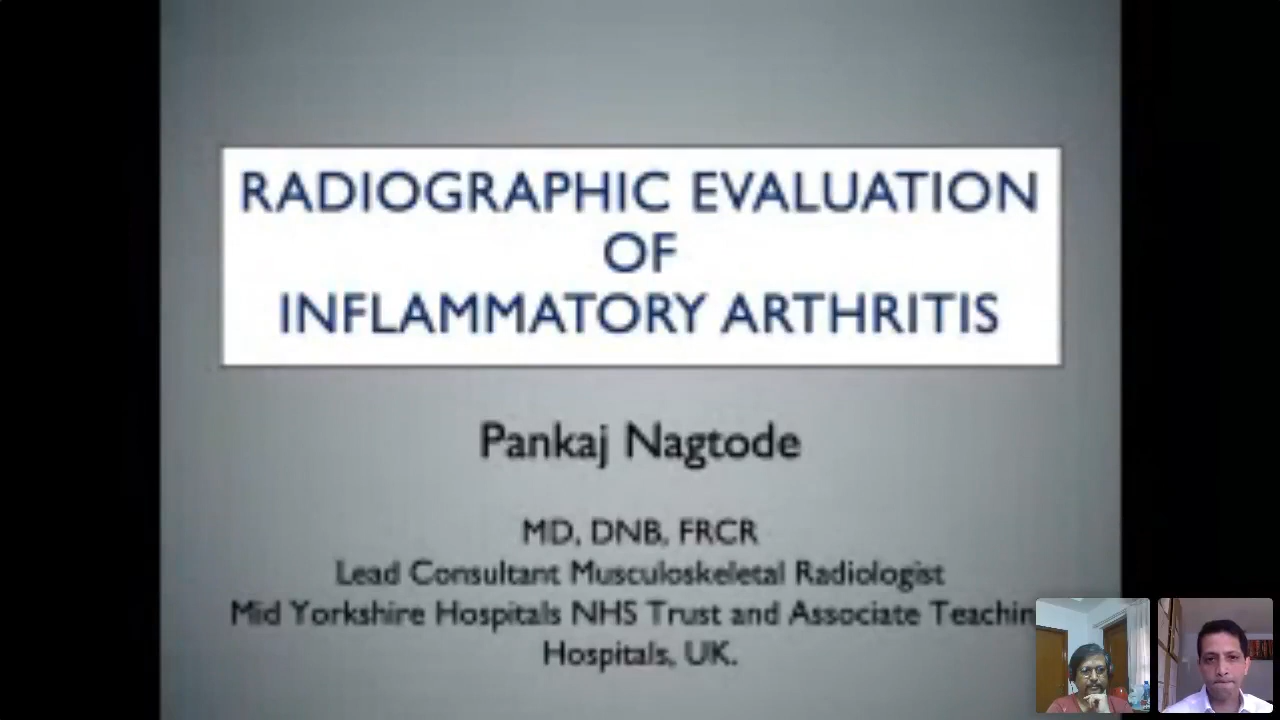 RADIOGRAPHIC EVALUATION
OF
INFLAMMATORY ARTHRITIS
Pankaj Nagtode
MD, DNB, FRCR
Lead Consultant Musculoskeletal Radiologist
Mid Yorkshire Hospitals NHS Trust and Associate Teachin
Hospitals, UK.